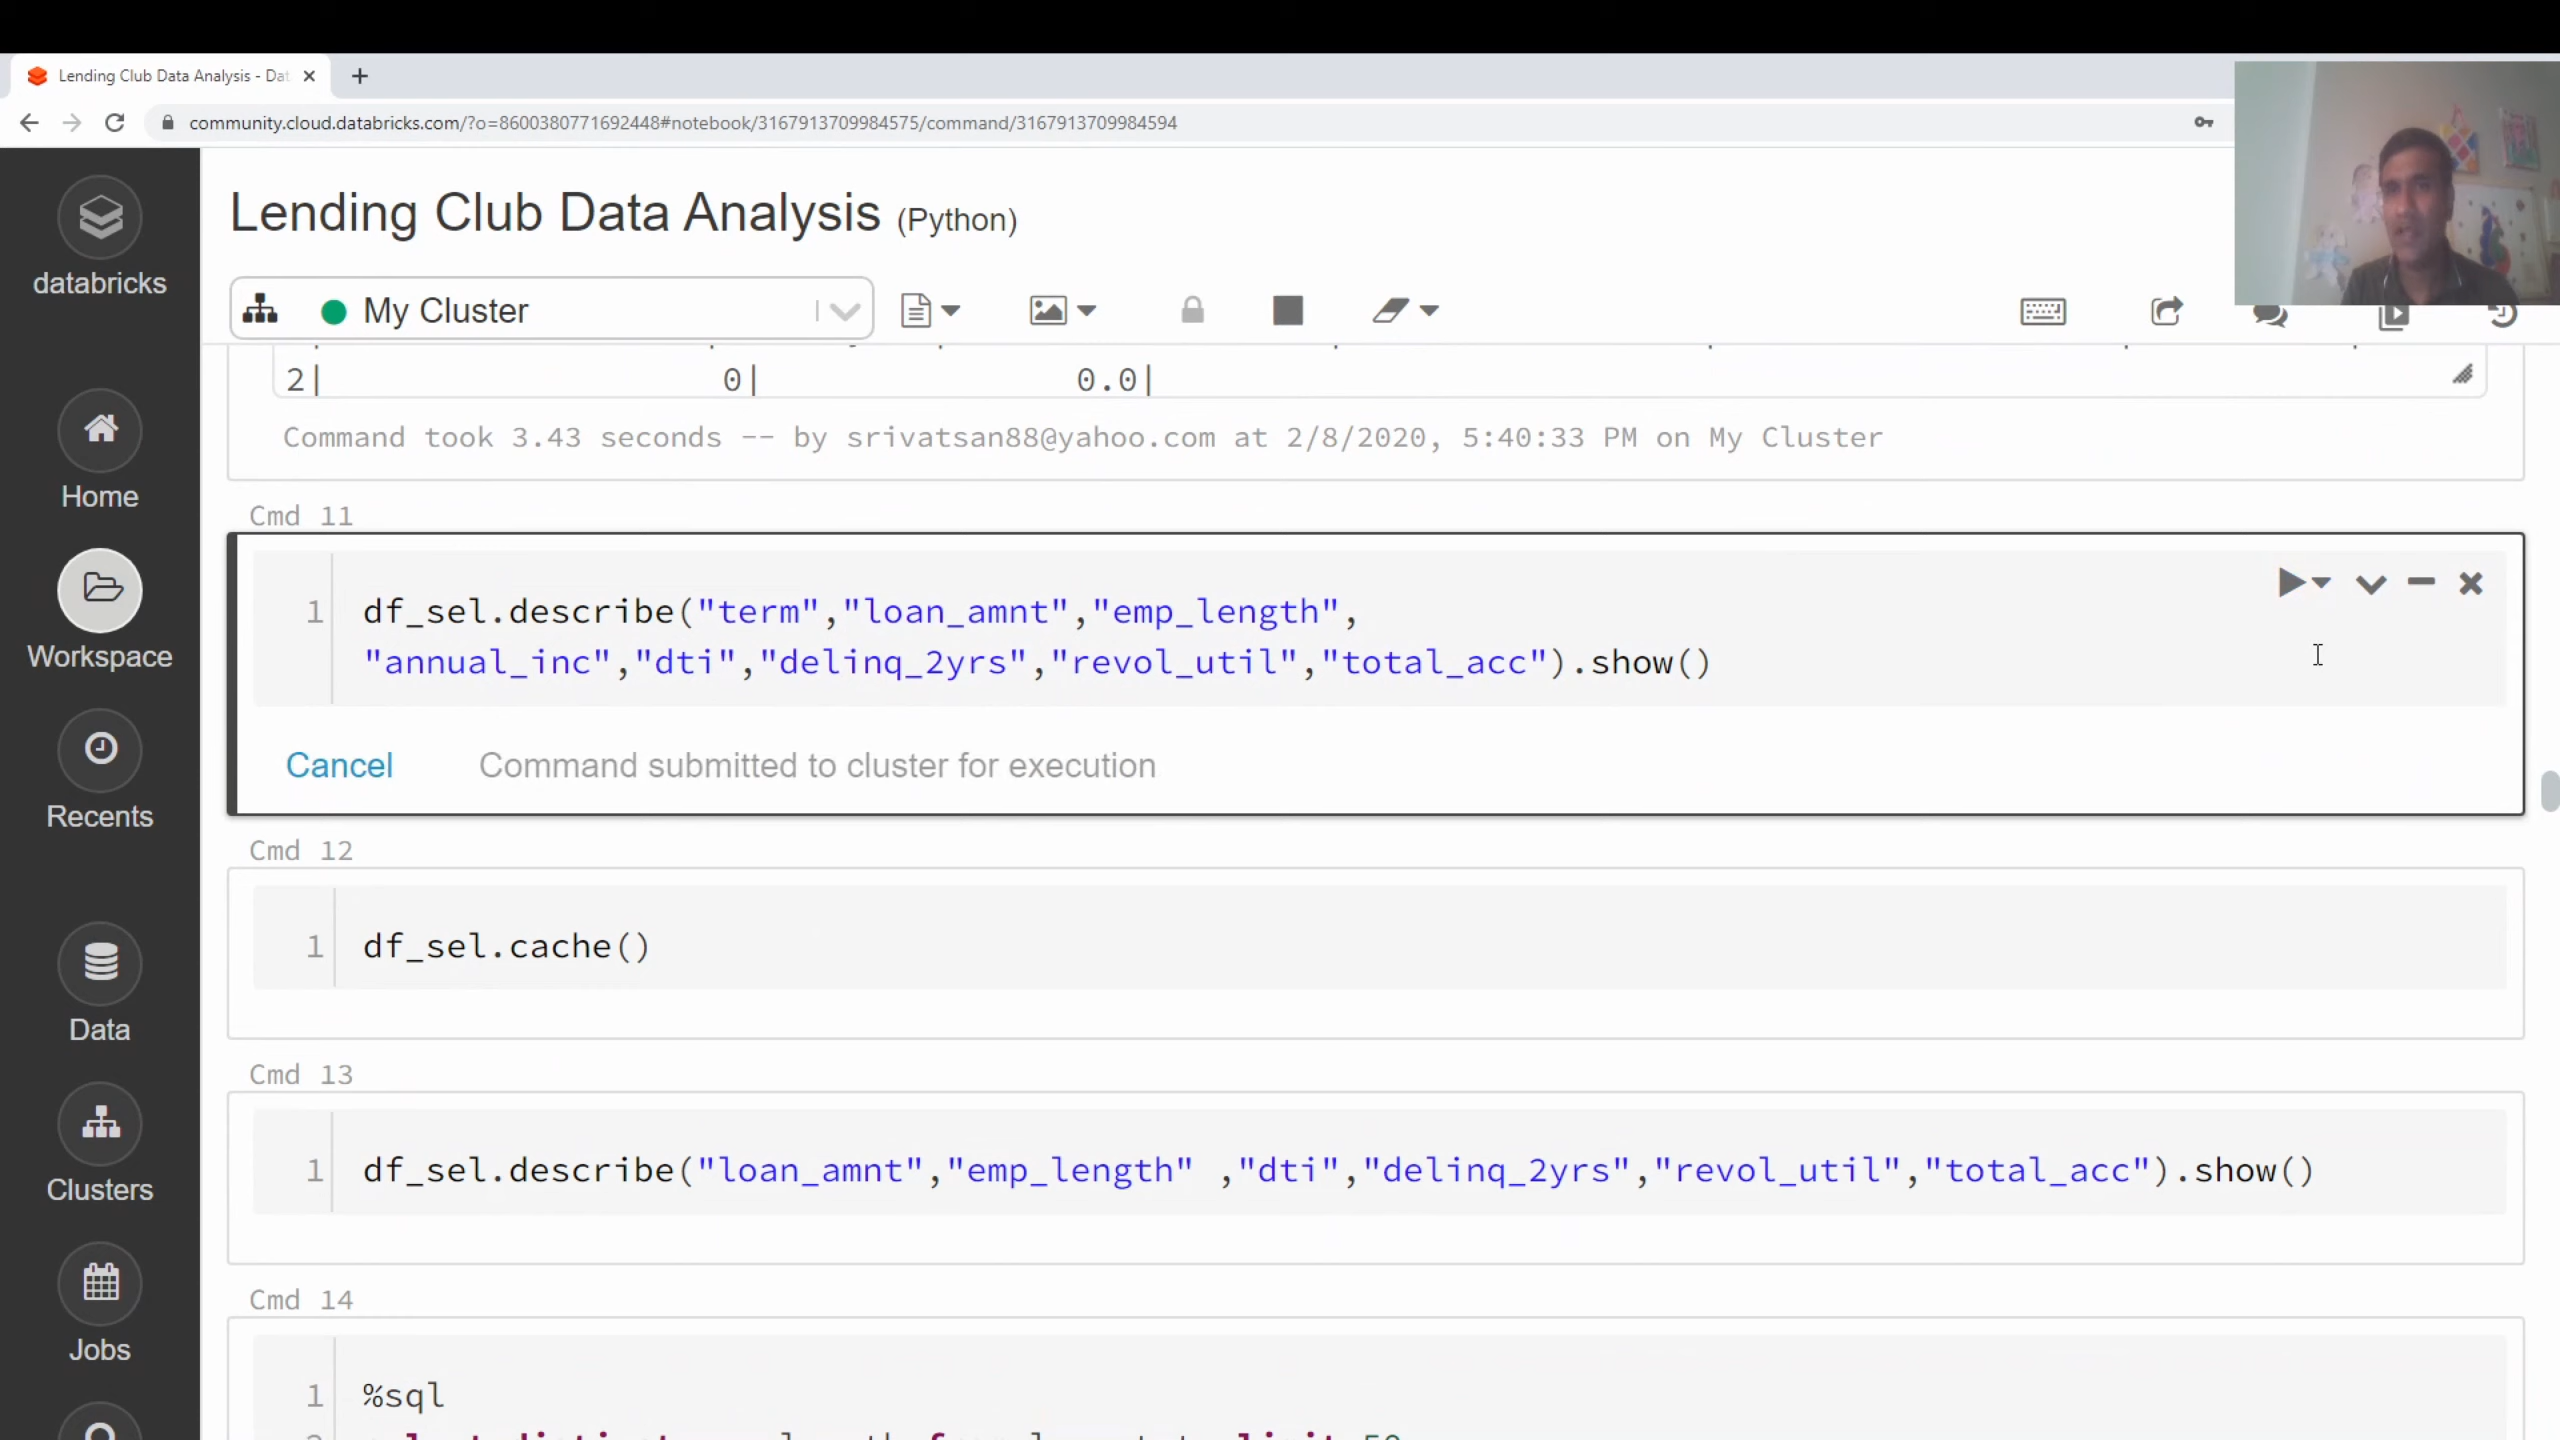 Lending Club Data Analysis - Dat
community.cloud.databricks.com/?o=8600380771692448#notebook/3167913709984575/command/3167913709984594
databricks
Home
Workspace
Recents
Data
Clusters
Jobs
Lending Club Data Analysis (Python)
My Cluster
2| 0| 0.0|
Command took 3.43 seconds -- by srivatsan88@yahoo.com at 2/8/2020, 5:40:33 PM on My Cluster
Cmd 11
1 df_sel.describe("term","loan_amnt","emp_length",
"annual_inc","dti","delinq_2yrs","revol_util","total_acc").show()
Cancel Command submitted to cluster for execution
Cmd 12
1 df_sel.cache()
Cmd 13
1 df_sel.describe("loan_amnt","emp_length" ,"dti","delinq_2yrs","revol_util","total_acc").show()
Cmd 14
1 %sql